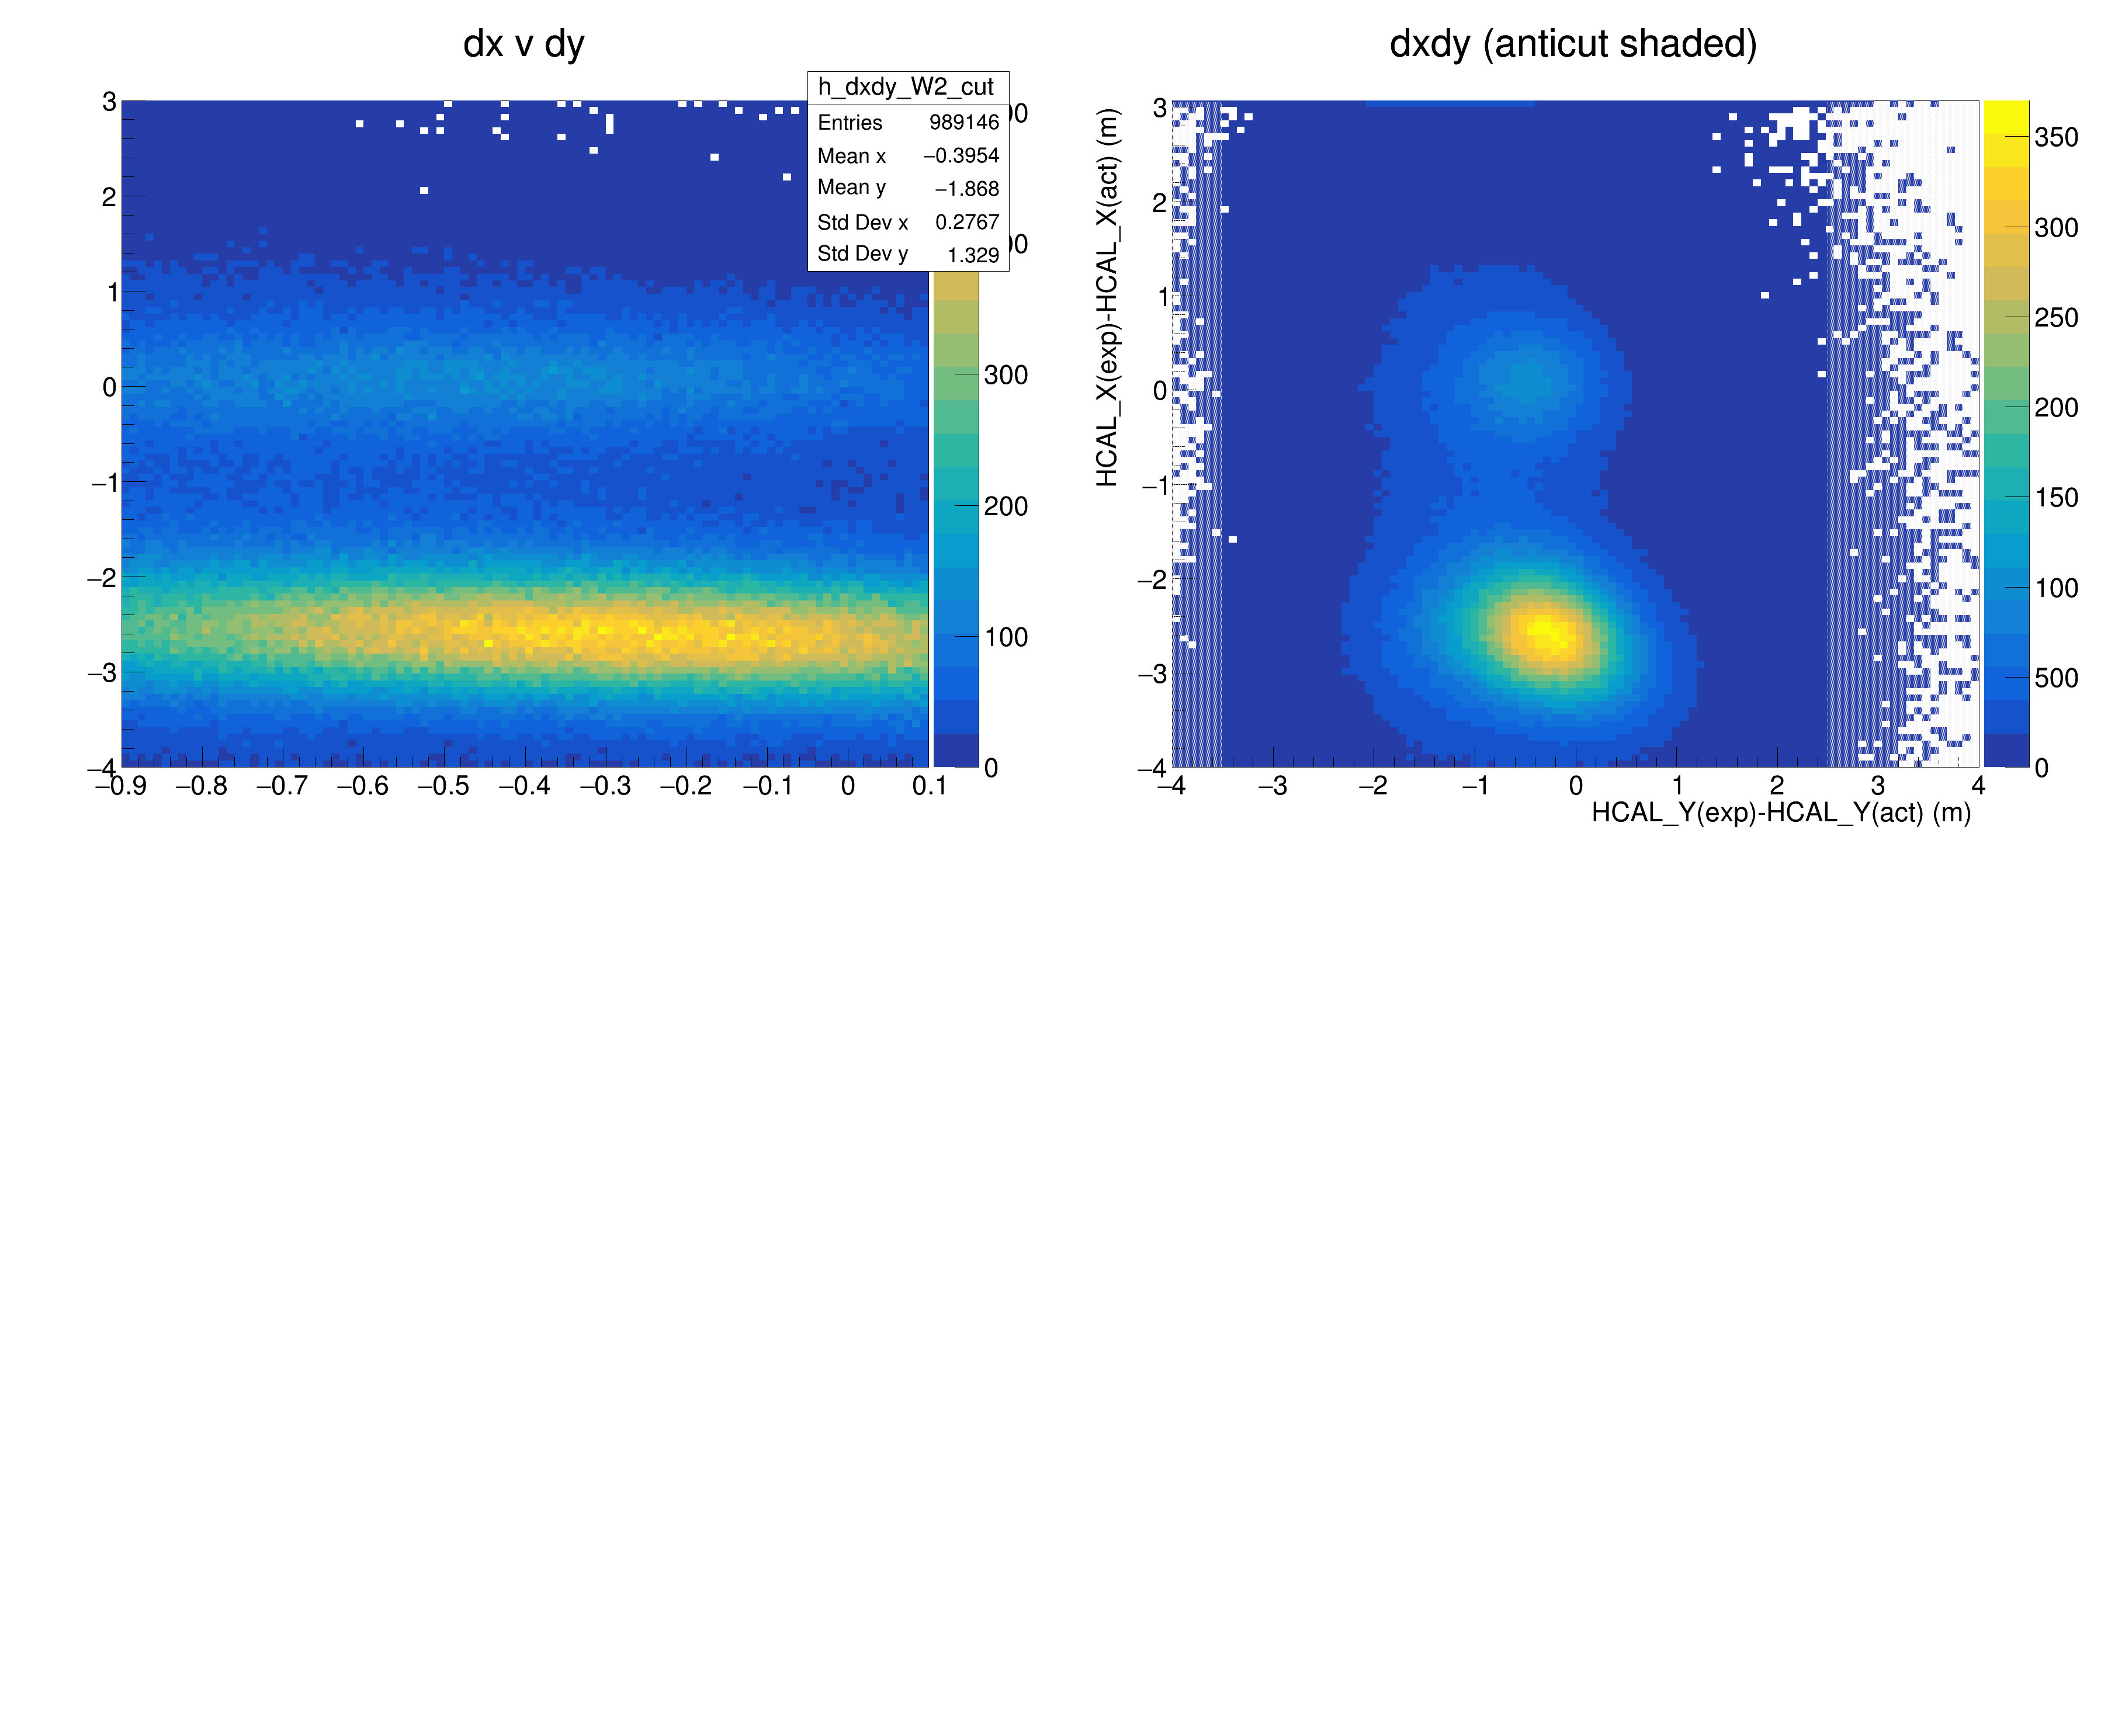 dx v dy
h_dxdy_W2_cut
Entries 989146
Mean x −0.3954
Mean y −1.868
Std Dev x 0.2767
Std Dev y 1.329
3
2
1
0
−1
−2
−3
−4
−0.9 −0.8 −0.7 −0.6 −0.5 −0.4 −0.3 −0.2 −0.1 0 0.1
300
200
100
0
dxdy (anticut shaded)
HCAL_X(exp)-HCAL_X(act) (m)
3
2
1
0
−1
−2
−3
−4
−4 −3 −2 −1 0 1 2 3 4
HCAL_Y(exp)-HCAL_Y(act) (m)
350
300
250
200
150
100
500
0